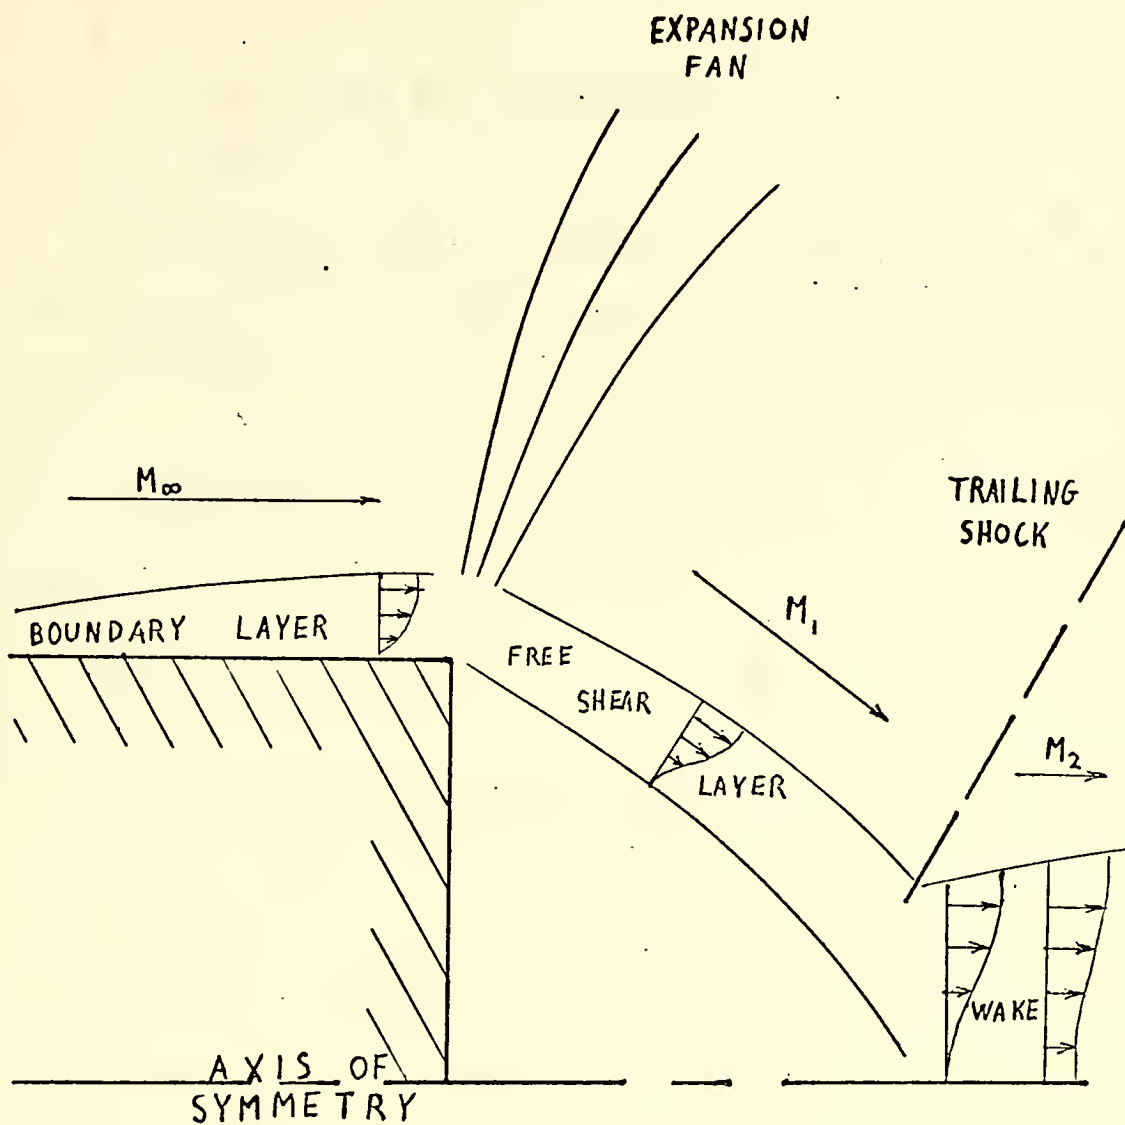 EXPANSION
FAN
M∞
TRAILING
SHOCK
M₁
BOUNDARY LAYER
FREE
SHEAR
LAYER
M₂
WAKE
AXIS OF
SYMMETRY